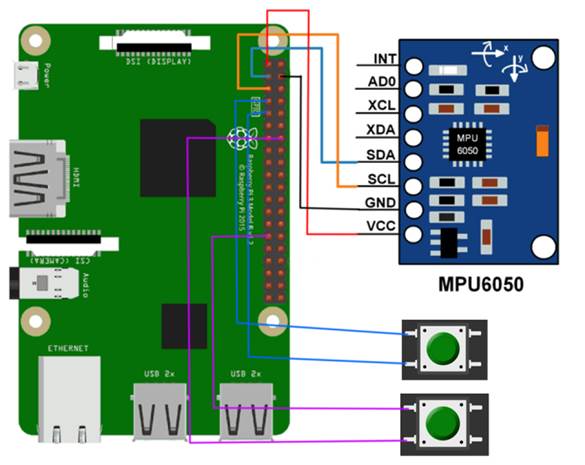 DSI (DISPLAY)
Power
HDMI
CSI (CAMERA)
Audio
ETHERNET
USB 2x
USB 2x
Raspberry Pi 3 Model B v1.2
© Raspberry Pi 2015
INT
AD0
XCL
XDA
SDA
SCL
GND
VCC
x
y
MPU
6050
MPU6050